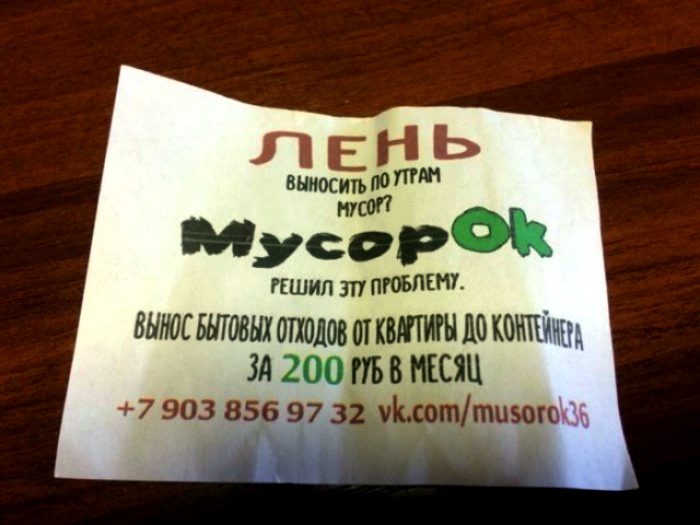 ЛЕНЬ
ВЫНОСИТЬ ПО УТРАМ
МУСОР?
МусорOk
РЕШИЛ ЭТУ ПРОБЛЕМУ.
ВЫНОС БЫТОВЫХ ОТХОДОВ ОТ КВАРТИРЫ ДО КОНТЕЙНЕРА
ЗА 200 РУБ В МЕСЯЦ
+7 903 856 97 32 vk.com/musorok36